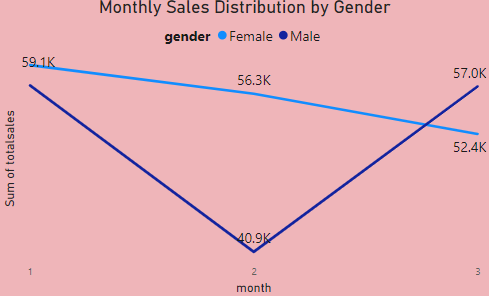 Monthly Sales Distribution by Gender
gender Female Male
59.1K
56.3K
57.0K
52.4K
40.9K
Sum of totalsales
1 2 3
month